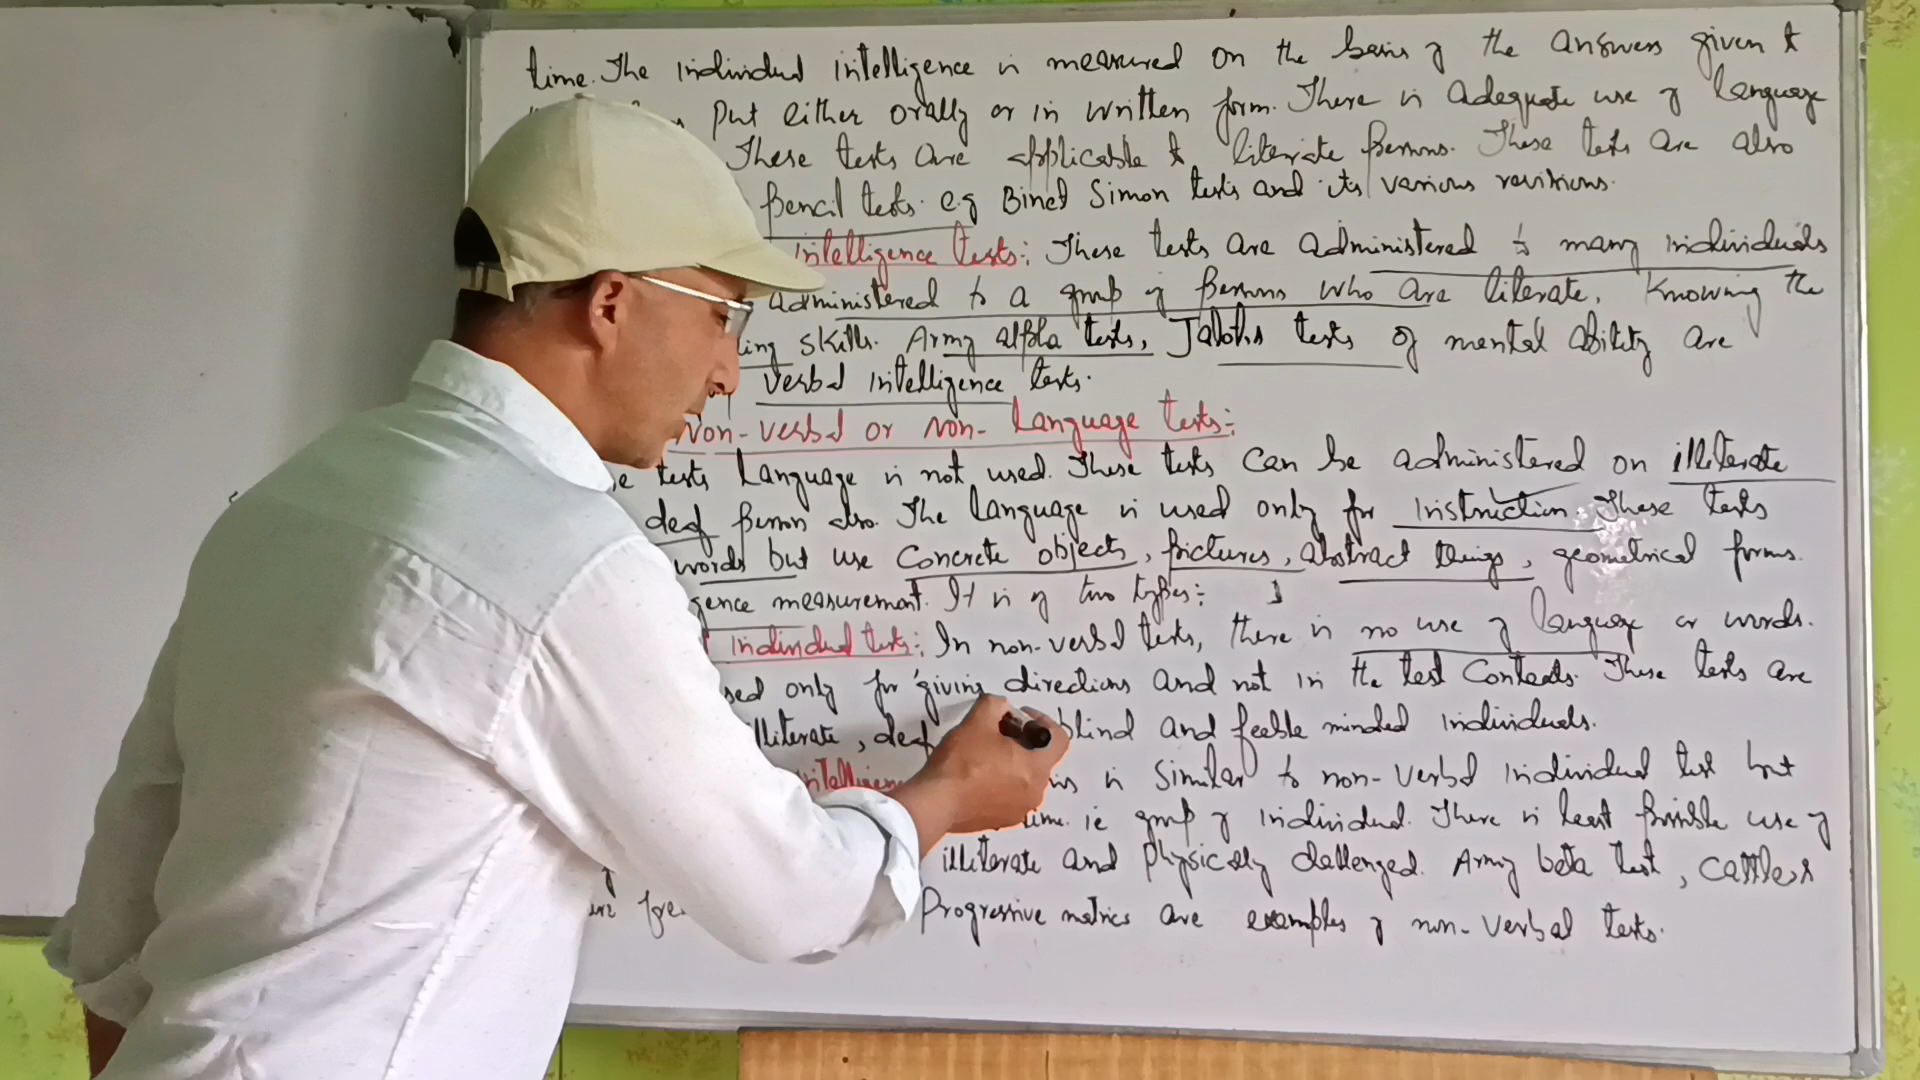 time. The individual intelligence is measured on the basis of the answers given to
put either orally or in written form. There is adequate use of language
These tests are applicable to literate persons. These tests are also
pencil tests. e.g Binet Simon tests and its various revisions.
intelligence tests:- These tests are administered to many individuals
administered to a group of persons who are literate. Knowing the
skills. Army alpha tests, tests of mental ability are
verbal intelligence tests.
Non-verbal or Non-Language tests:-
tests Language is not used. These tests can be administered on illiterate
deaf person also. The language is used only for instruction. These tests
words but use concrete objects, pictures, abstract things, geometrical forms.
measurement. It is of two types:-
individual tests:- In non-verbal tests, there is no use of language or words.
only for giving directions and not in the test Contents. These tests are
illiterate, deaf blind and feeble minded individuals.
is similar to non-verbal individual test but
time. ie group of individual. There is least possible use of
illiterate and physically challenged. Army beta test, Cattle's
Progressive matrics are examples of non-verbal tests.